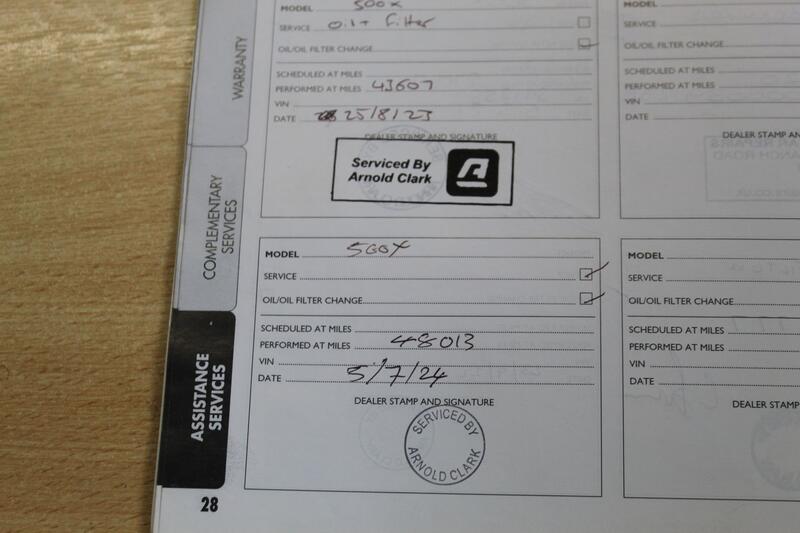 MODEL 500X
SERVICE oil + filter
OIL/OIL FILTER CHANGE
SCHEDULED AT MILES
PERFORMED AT MILES 43607
VIN
DATE 25/8/23
DEALER STAMP AND SIGNATURE
Serviced By
Arnold Clark
MODEL 500X
SERVICE
OIL/OIL FILTER CHANGE
SCHEDULED AT MILES
PERFORMED AT MILES 48013
VIN
DATE 5/7/24
DEALER STAMP AND SIGNATURE
SERVICED BY
ARNOLD CLARK
MODEL
SERVICE
OIL/OIL FILTER CHANGE
SCHEDULED AT MILES
PERFORMED AT MILES
VIN
DATE
DEALER STAMP AN
MODEL
SERVICE
OIL/OIL FILTER CHANGE
SCHEDULED AT MILES
PERFORMED AT MILES
VIN
DATE
DEALER STA
WARRANTY
COMPLEMENTARY
SERVICES
ASSISTANCE
SERVICES
28